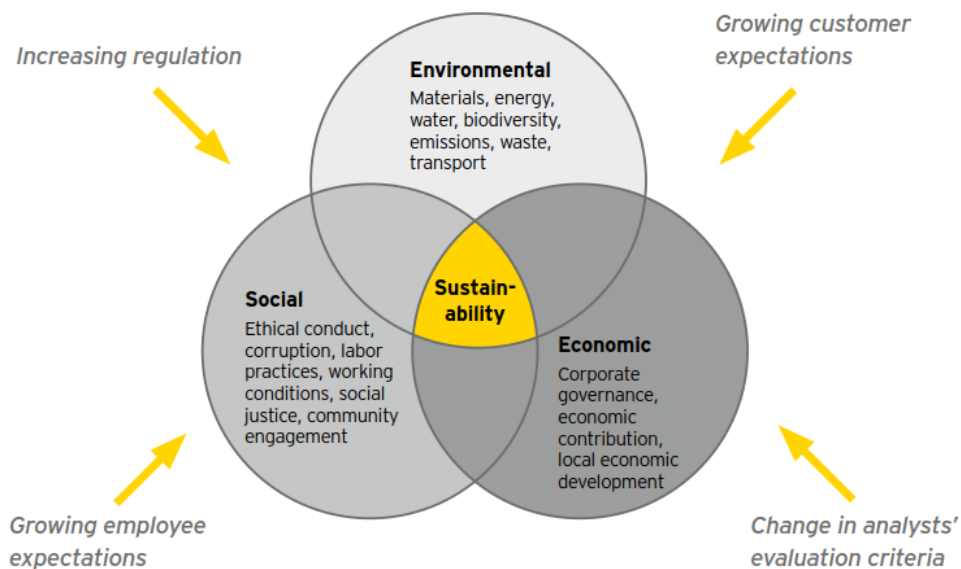 Increasing regulation
Growing customer
expectations
Environmental
Materials, energy,
water, biodiversity,
emissions, waste,
transport
Sustain-
ability
Social
Ethical conduct,
corruption, labor
practices, working
conditions, social
justice, community
engagement
Economic
Corporate
governance,
economic
contribution,
local economic
development
Growing employee
expectations
Change in analysts'
evaluation criteria